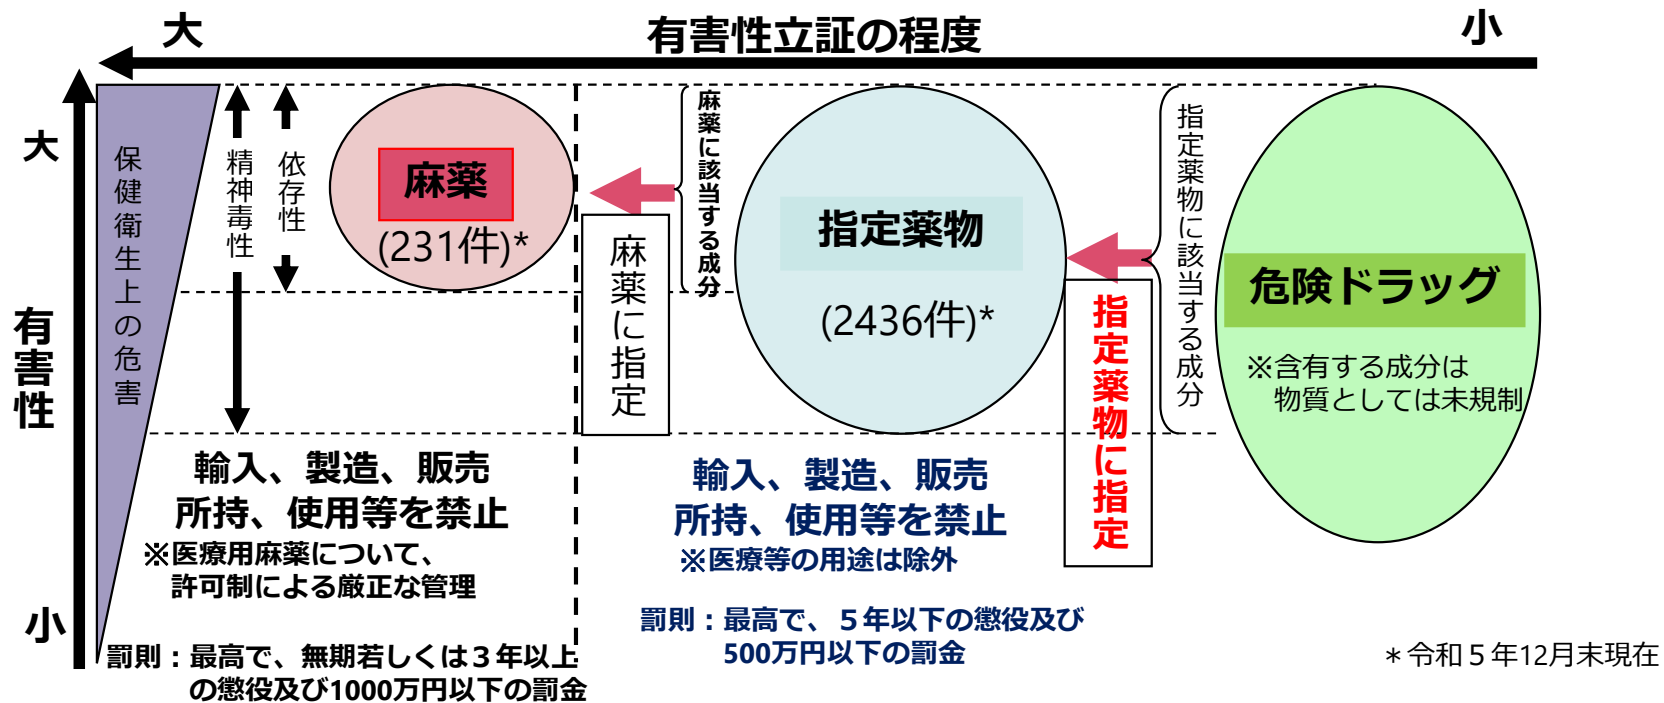 大
有害性立証の程度
小
大
有害性
小
保健衛生上の危害
精神毒性
依存性
麻薬
(231件)*
麻薬に指定
麻薬に該当する成分
指定薬物
(2436件)*
指定薬物に指定
指定薬物に該当する成分
危険ドラッグ
※含有する成分は
物質としては未規制
輸入、製造、販売
所持、使用等を禁止
※医療用麻薬について、
許可制による厳正な管理
罰則：最高で、無期若しくは３年以上
の懲役及び1000万円以下の罰金
輸入、製造、販売
所持、使用等を禁止
※医療等の用途は除外
罰則：最高で、５年以下の懲役及び
500万円以下の罰金
＊令和５年12月末現在